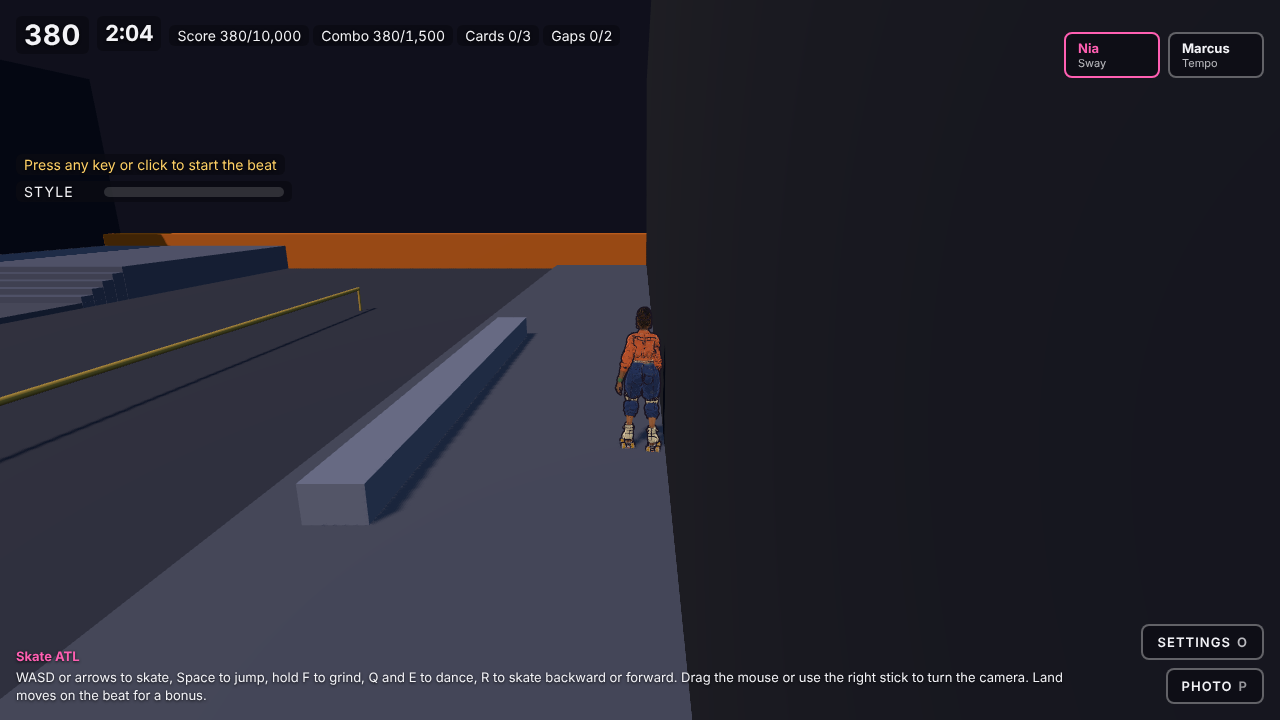 380
2:04
Score 380/10,000
Combo 380/1,500
Cards 0/3
Gaps 0/2
Nia
Sway
Marcus
Tempo
Press any key or click to start the beat
STYLE
Skate ATL
WASD or arrows to skate, Space to jump, hold F to grind, Q and E to dance, R to skate backward or forward. Drag the mouse or use the right stick to turn the camera. Land
moves on the beat for a bonus.
SETTINGS O
PHOTO P